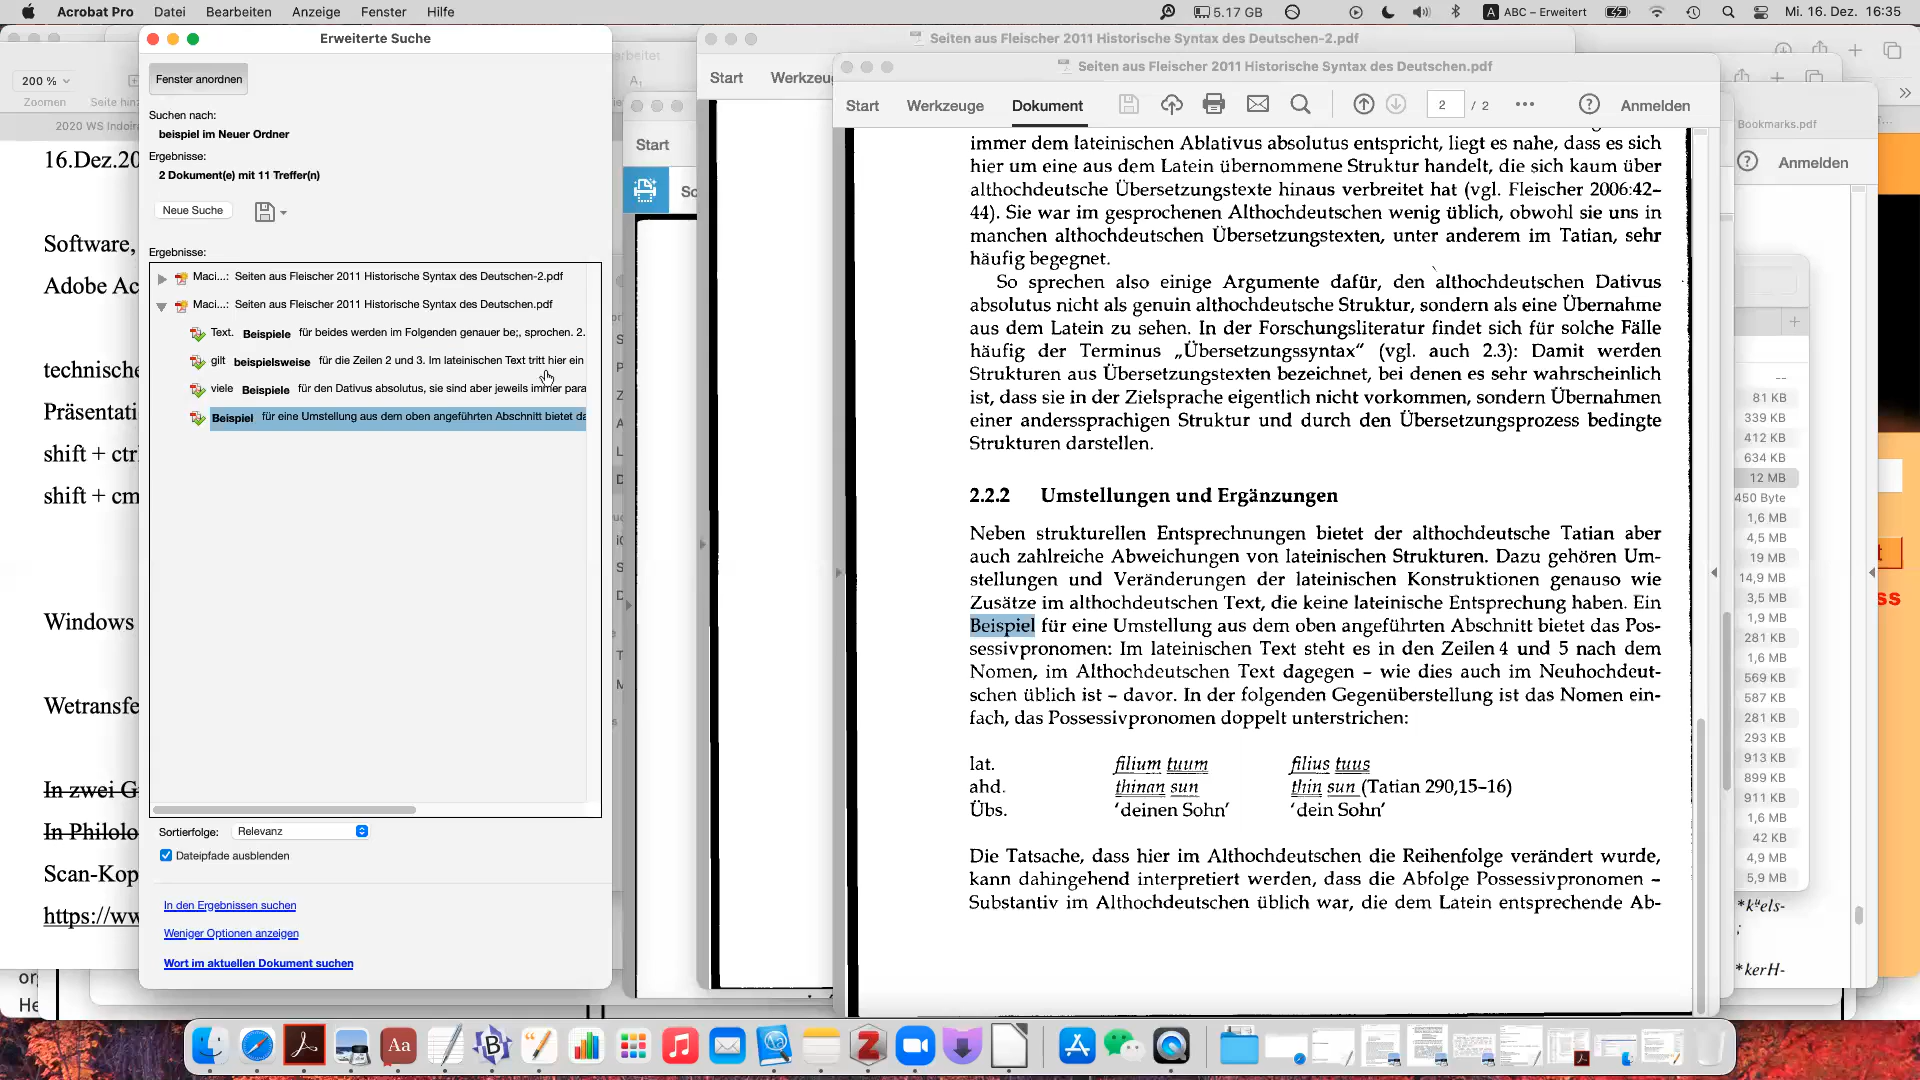 Acrobat Pro Datei Bearbeiten Anzeige Fenster Hilfe
5.17 GB
A ABC – Erweitert
Mi. 16. Dez. 16:35
200 %
Zoomen
2020 WS
16.Dez.20
Software,
Adobe Ac
technische
Präsentati
shift + ctr
shift + cm
Windows
Wetransfe
In zwei G
In Philolo
Scan-Kop
https://ww
Erweiterte Suche
Fenster anordnen
Suchen nach:
beispiel im Neuer Ordner
Ergebnisse:
2 Dokument(e) mit 11 Treffer(n)
Neue Suche
Ergebnisse:
Maci...: Seiten aus Fleischer 2011 Historische Syntax des Deutschen-2.pdf
Maci...: Seiten aus Fleischer 2011 Historische Syntax des Deutschen.pdf
Text. Beispiele für beides werden im Folgenden genauer be;, sprochen. 2.
gilt beispielsweise für die Zeilen 2 und 3. Im lateinischen Text tritt hier ein
viele Beispiele für den Dativus absolutus, sie sind aber jeweils immer para
Beispiel für eine Umstellung aus dem oben angeführten Abschnitt bietet da
Sortierfolge: Relevanz
Dateipfade ausblenden
In den Ergebnissen suchen
Weniger Optionen anzeigen
Wort im aktuellen Dokument suchen
Start
Seiten aus Fleischer 2011 Historische Syntax des Deutschen-2.pdf
Start Werkzeu
Seiten aus Fleischer 2011 Historische Syntax des Deutschen.pdf
Start Werkzeuge Dokument 2 / 2 Anmelden
immer dem lateinischen Ablativus absolutus entspricht, liegt es nahe, dass es sich
hier um eine aus dem Latein übernommene Struktur handelt, die sich kaum über
althochdeutsche Übersetzungstexte hinaus verbreitet hat (vgl. Fleischer 2006:42–
44). Sie war im gesprochenen Althochdeutschen wenig üblich, obwohl sie uns in
manchen althochdeutschen Übersetzungstexten, unter anderem im Tatian, sehr
häufig begegnet.
So sprechen also einige Argumente dafür, den althochdeutschen Dativus
absolutus nicht als genuin althochdeutsche Struktur, sondern als eine Übernahme
aus dem Latein zu sehen. In der Forschungsliteratur findet sich für solche Fälle
häufig der Terminus „Übersetzungssyntax“ (vgl. auch 2.3): Damit werden
Strukturen aus Übersetzungstexten bezeichnet, bei denen es sehr wahrscheinlich
ist, dass sie in der Zielsprache eigentlich nicht vorkommen, sondern Übernahmen
einer anderssprachigen Struktur und durch den Übersetzungsprozess bedingte
Strukturen darstellen.
2.2.2 Umstellungen und Ergänzungen
Neben strukturellen Entsprechnungen bietet der althochdeutsche Tatian aber
auch zahlreiche Abweichungen von lateinischen Strukturen. Dazu gehören Um-
stellungen und Veränderungen der lateinischen Konstruktionen genauso wie
Zusätze im althochdeutschen Text, die keine lateinische Entsprechung haben. Ein
Beispiel für eine Umstellung aus dem oben angeführten Abschnitt bietet das Pos-
sessivpronomen: Im lateinischen Text steht es in den Zeilen 4 und 5 nach dem
Nomen, im Althochdeutschen Text dagegen – wie dies auch im Neuhochdeut-
schen üblich ist – davor. In der folgenden Gegenüberstellung ist das Nomen ein-
fach, das Possessivpronomen doppelt unterstrichen:
lat. filium tuum filius tuus
ahd. thinan sun thin sun (Tatian 290,15–16)
Übs. 'deinen Sohn' 'dein Sohn'
Die Tatsache, dass hier im Althochdeutschen die Reihenfolge verändert wurde,
kann dahingehend interpretiert werden, dass die Abfolge Possessivpronomen –
Substantiv im Althochdeutschen üblich war, die dem Latein entsprechende Ab-
Bookmarks.pdf
Anmelden
--
81 KB
339 KB
412 KB
634 KB
12 MB
450 Byte
1,6 MB
4,5 MB
19 MB
14,9 MB
3,5 MB
1,9 MB
281 KB
1,6 MB
569 KB
587 KB
281 KB
293 KB
913 KB
899 KB
911 KB
1,6 MB
42 KB
4,9 MB
5,9 MB
*kᵘels-
;
*kerH-
ss